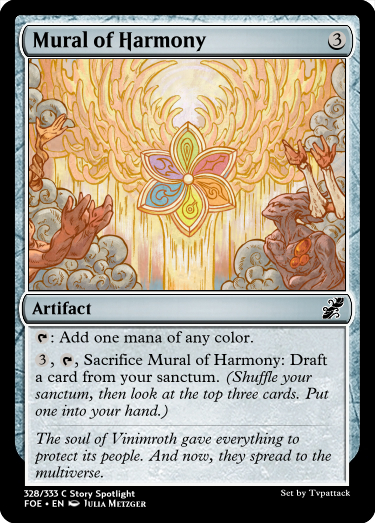 Mural of Harmony 3
Artifact
: Add one mana of any color.
3, , Sacrifice Mural of Harmony: Draft
a card from your sanctum. (Shuffle your
sanctum, then look at the top three cards. Put
one into your hand.)
The soul of Vinimroth gave everything to
protect its people. And now, they spread to the
multiverse.
328/333 C Story Spotlight
FOE • EN Julia Metzger
Set by Tvpattack